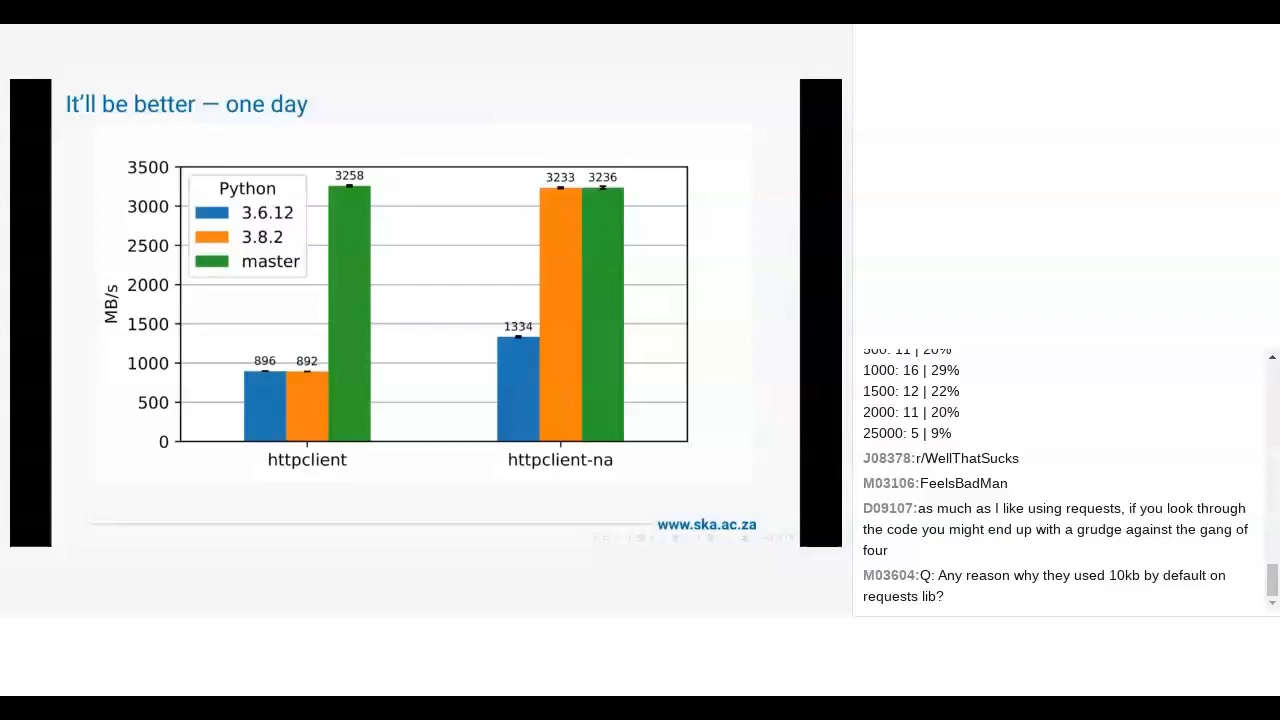 It'll be better — one day
3500
3000
2500
2000
1500
1000
500
0
MB/s
Python
3.6.12
3.8.2
master
896
892
3258
1334
3233
3236
httpclient
httpclient-na
www.ska.ac.za
500: 11 | 20%
1000: 16 | 29%
1500: 12 | 22%
2000: 11 | 20%
25000: 5 | 9%
J08378:r/WellThatSucks
M03106:FeelsBadMan
D09107:as much as I like using requests, if you look through
the code you might end up with a grudge against the gang of
four
M03604:Q: Any reason why they used 10kb by default on
requests lib?